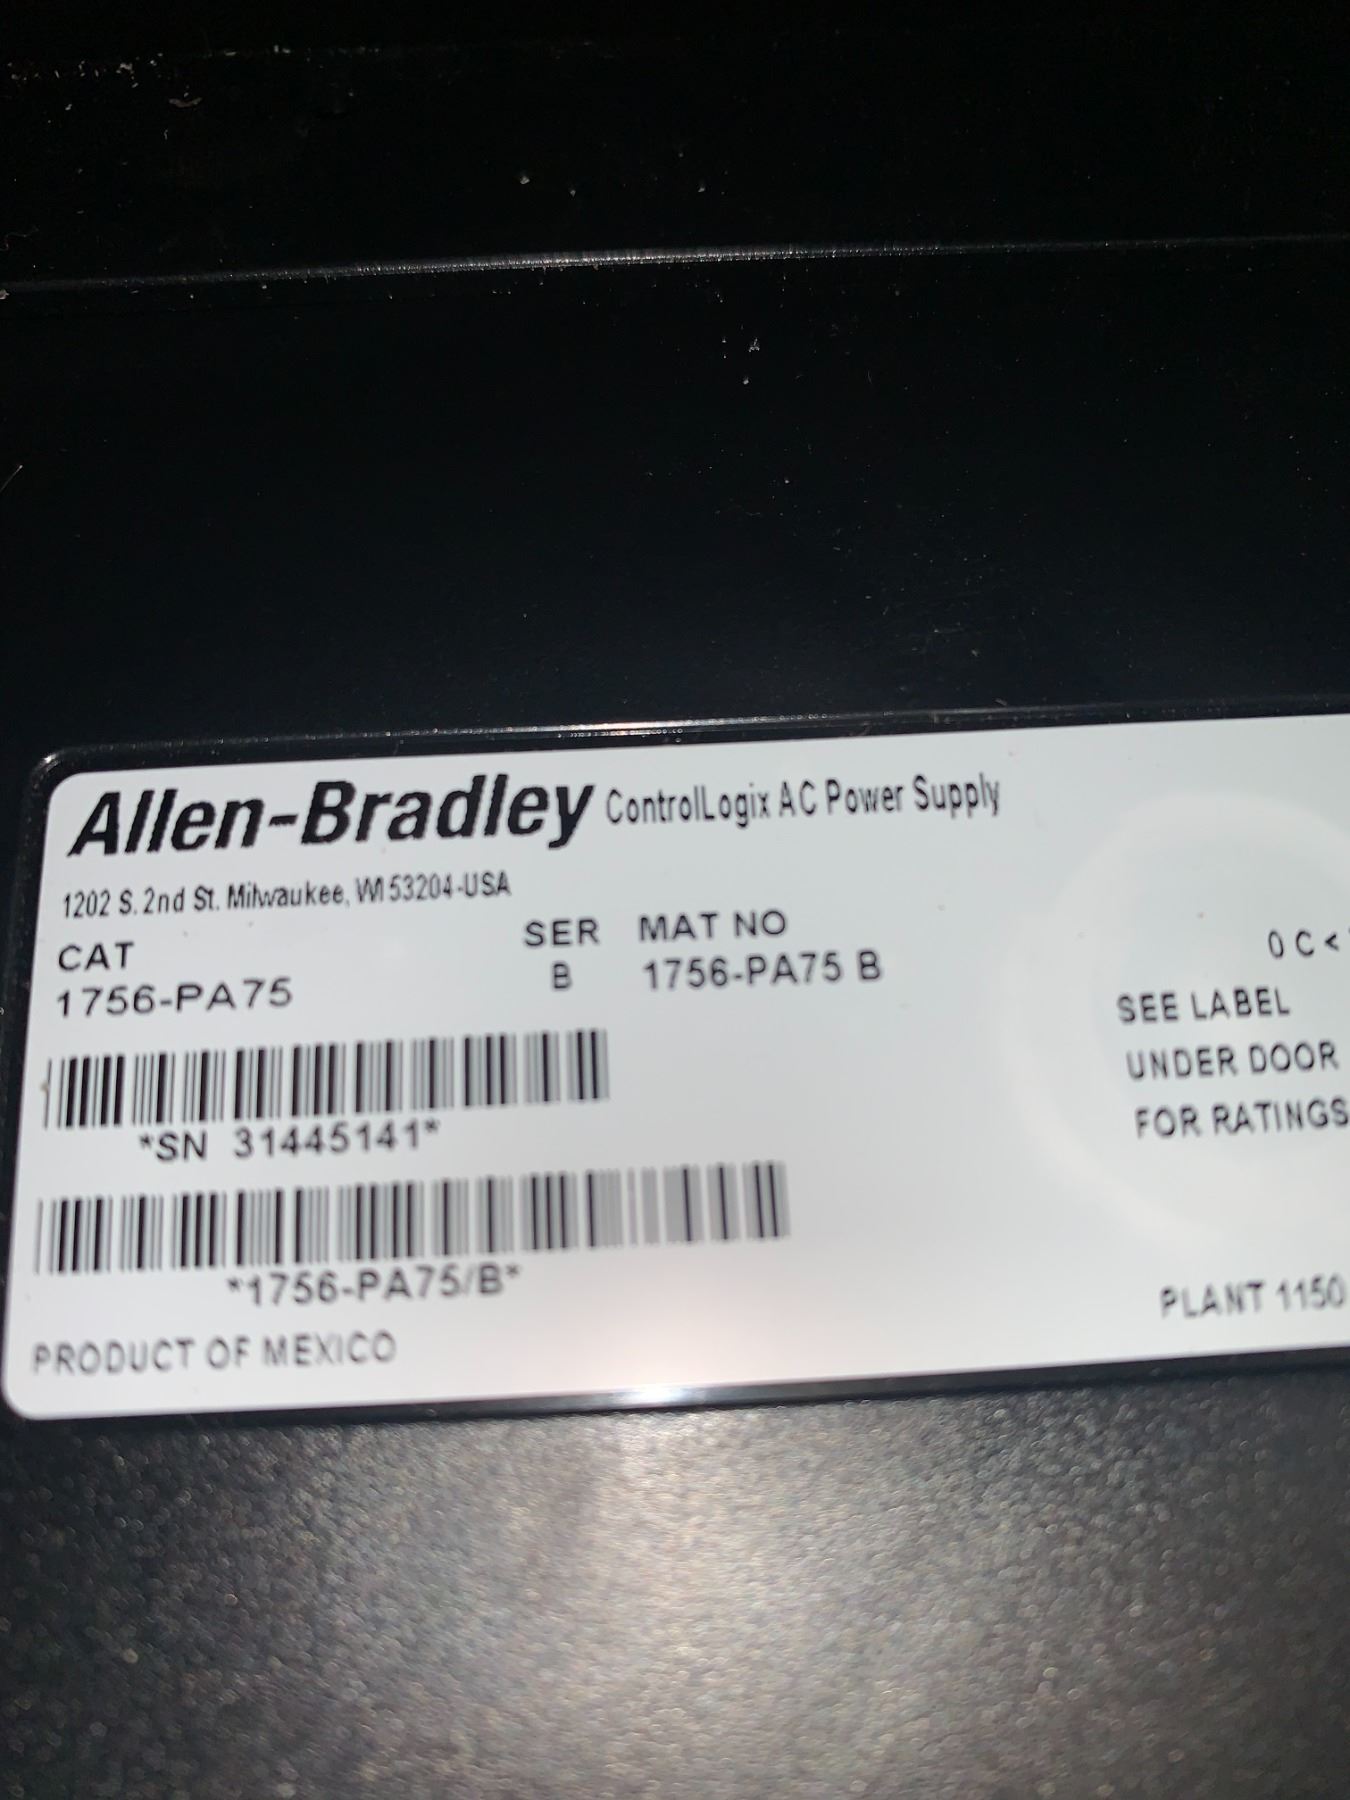 Allen-Bradley ControlLogix AC Power Supply
1202 S. 2nd St. Milwaukee, WI 53204-USA
CAT SER MAT NO
1756-PA75 B 1756-PA75 B
0 C <
SEE LABEL
UNDER DOOR
FOR RATINGS
*SN 31445141*
*1756-PA75/B*
PLANT 1150
PRODUCT OF MEXICO